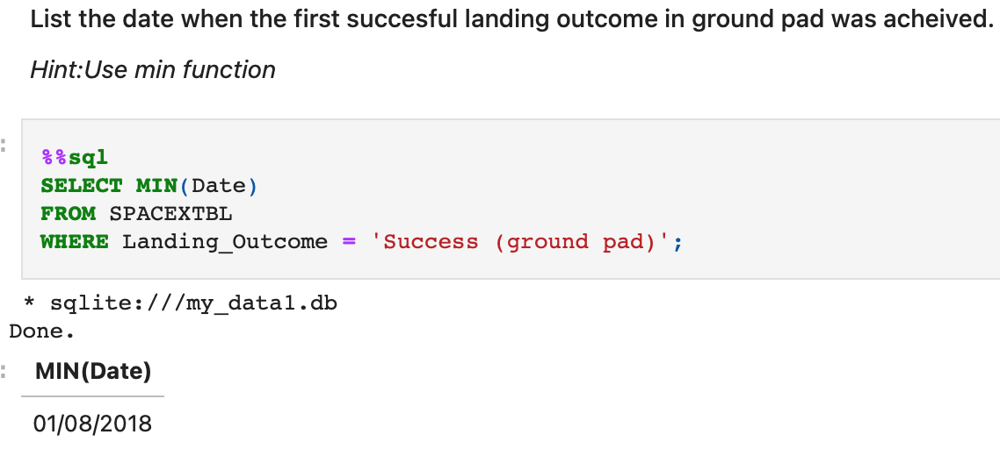 List the date when the first succesful landing outcome in ground pad was acheived.
Hint:Use min function
:
%%sql
SELECT MIN(Date)
FROM SPACEXTBL
WHERE Landing_Outcome = 'Success (ground pad)';
* sqlite:///my_data1.db
Done.
:
MIN(Date)
01/08/2018